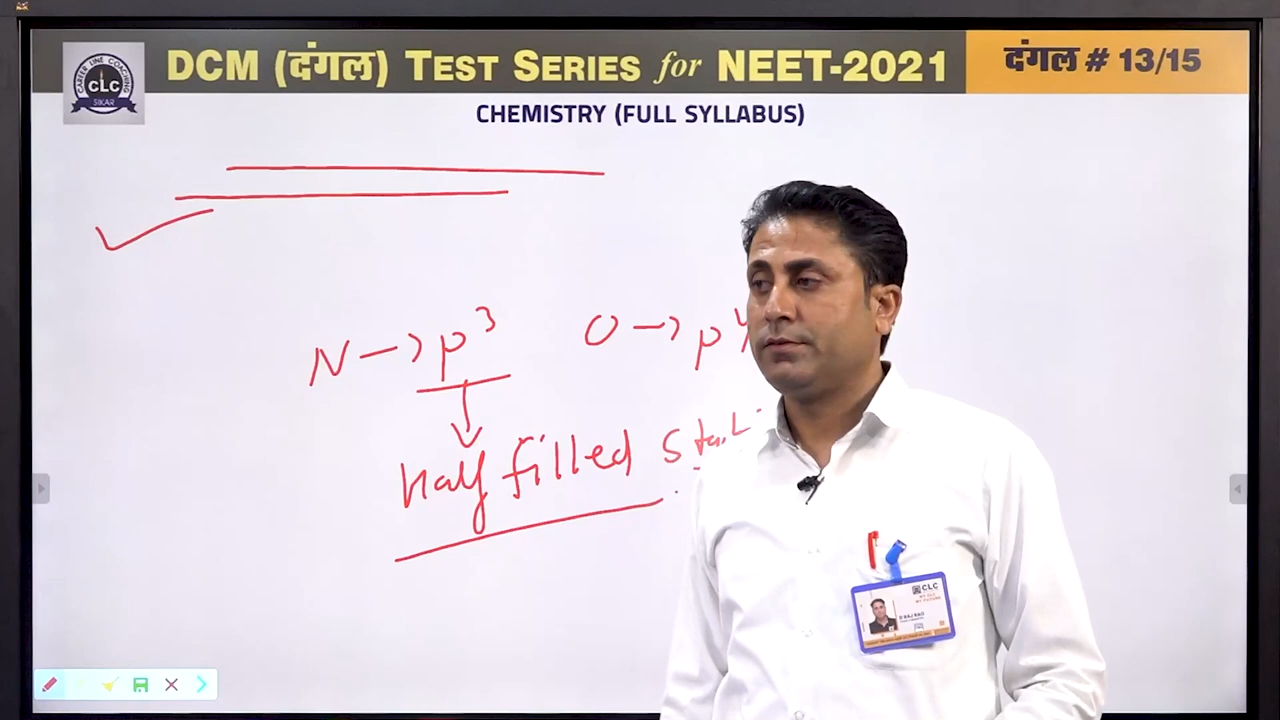 DCM (दंगल) TEST SERIES for NEET-2021
दंगल # 13/15
CAREER LINE COACHING
CLC
SIKAR
CHEMISTRY (FULL SYLLABUS)
N → p³ O → p⁴
Half filled
CLC